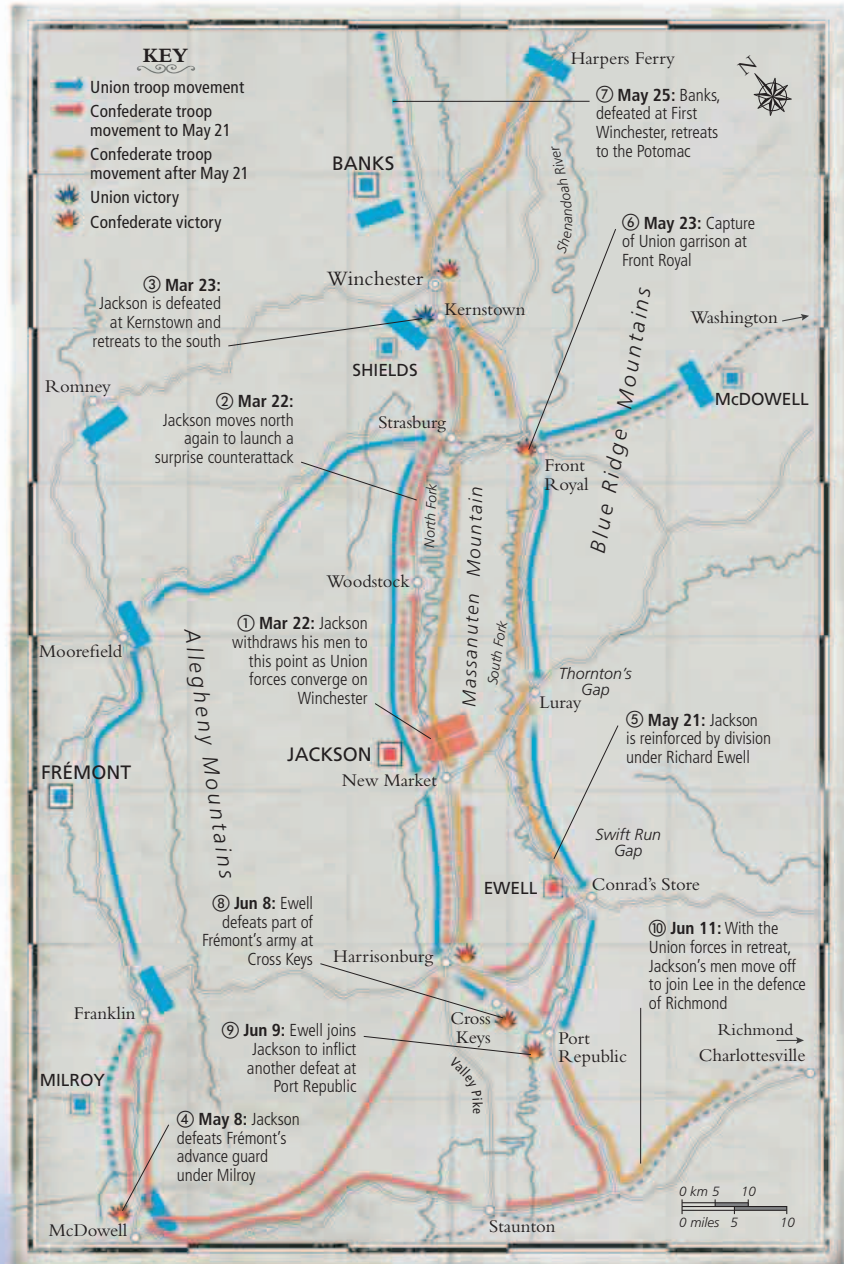 KEY
Union troop movement
Confederate troop
movement to May 21
Confederate troop
movement after May 21
Union victory
Confederate victory
N
Harpers Ferry
⑦ May 25: Banks,
defeated at First
Winchester, retreats
to the Potomac
BANKS
Shenandoah River
⑥ May 23: Capture
of Union garrison at
Front Royal
Winchester
③ Mar 23:
Jackson is defeated
at Kernstown and
retreats to the south
Kernstown
Washington
SHIELDS
Blue Ridge Mountains
McDOWELL
Romney
② Mar 22:
Jackson moves north
again to launch a
surprise counterattack
Strasburg
Front
Royal
North Fork
Massanuten Mountain
Woodstock
① Mar 22: Jackson
withdraws his men to
this point as Union
forces converge on
Winchester
South Fork
Moorefield
Allegheny Mountains
Thornton's
Gap
Luray
⑤ May 21: Jackson
is reinforced by division
under Richard Ewell
JACKSON
New Market
FRÉMONT
Swift Run
Gap
EWELL
Conrad's Store
⑧ Jun 8: Ewell
defeats part of
Frémont's army at
Cross Keys
Harrisonburg
⑩ Jun 11: With the
Union forces in retreat,
Jackson's men move off
to join Lee in the defence
of Richmond
Franklin
Cross
Keys
⑨ Jun 9: Ewell joins
Jackson to inflict
another defeat at
Port Republic
Port
Republic
Richmond
Charlottesville
Valley Pike
MILROY
④ May 8: Jackson
defeats Frémont's
advance guard
under Milroy
McDowell
Staunton
0 km 5 10
0 miles 5 10